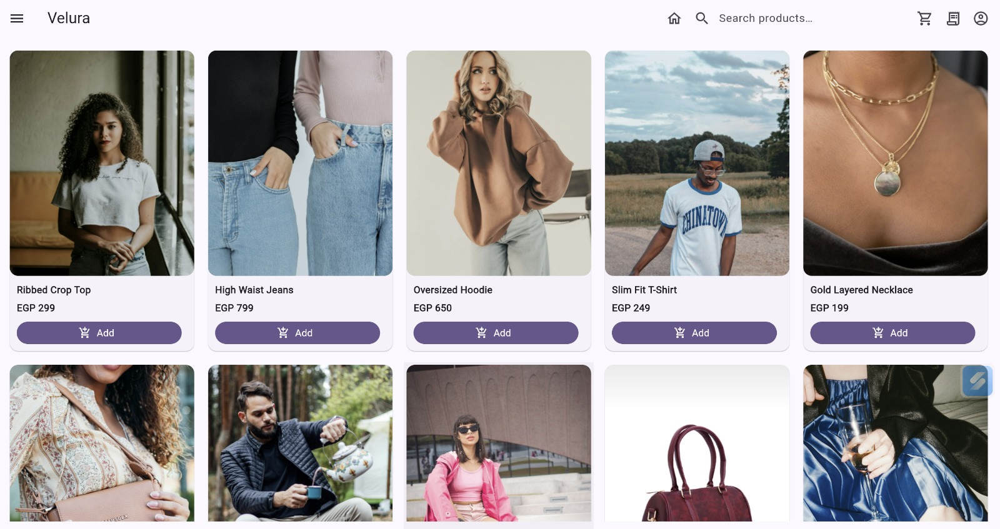 Velura
Search products...
CHINATOW
Ribbed Crop Top
EGP 299
Add
High Waist Jeans
EGP 799
Add
Oversized Hoodie
EGP 650
Add
Slim Fit T-Shirt
EGP 249
Add
Gold Layered Necklace
EGP 199
Add